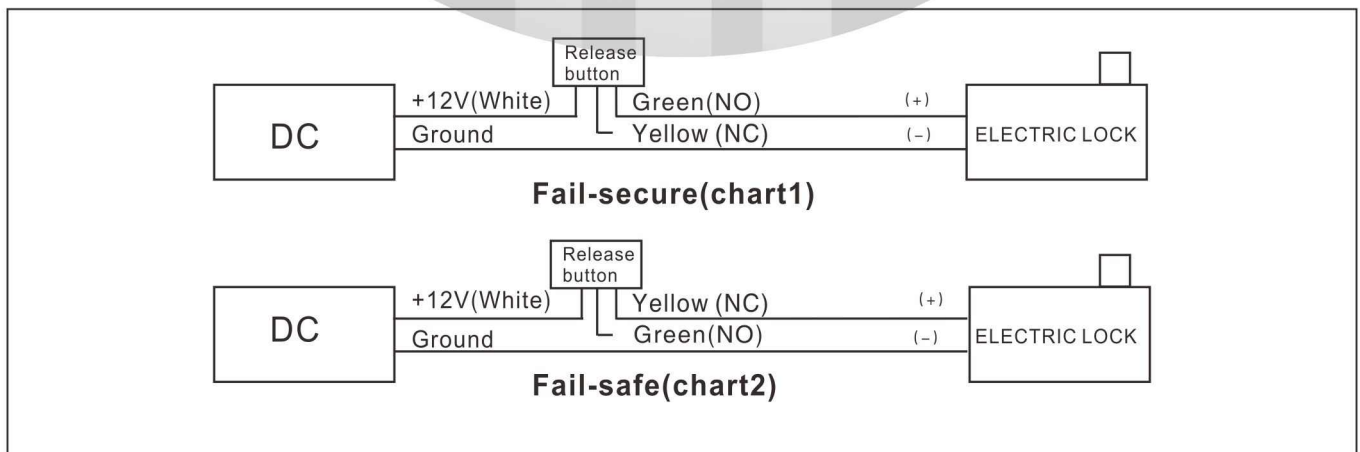 Release
button
+12V(White)
Green(NO)
(+)
DC
Ground
Yellow (NC)
(-)
ELECTRIC LOCK
Fail-secure(chart1)
Release
button
+12V(White)
Yellow (NC)
(+)
DC
Ground
Green(NO)
(-)
ELECTRIC LOCK
Fail-safe(chart2)